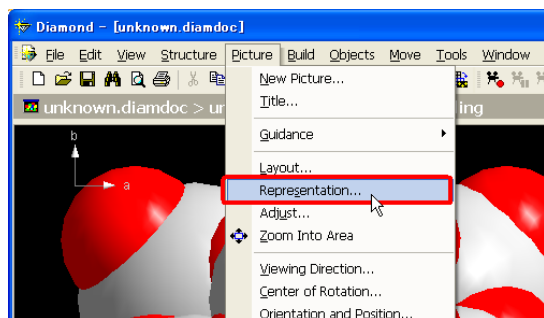 Diamond - [unknown.diamdoc]
File Edit View Structure Picture Build Objects Move Tools Window
unknown.diamdoc > ur
ing
New Picture...
Title...
Guidance
Layout...
Representation...
Adjust...
Zoom Into Area
Viewing Direction...
Center of Rotation...
Orientation and Position...
b
a